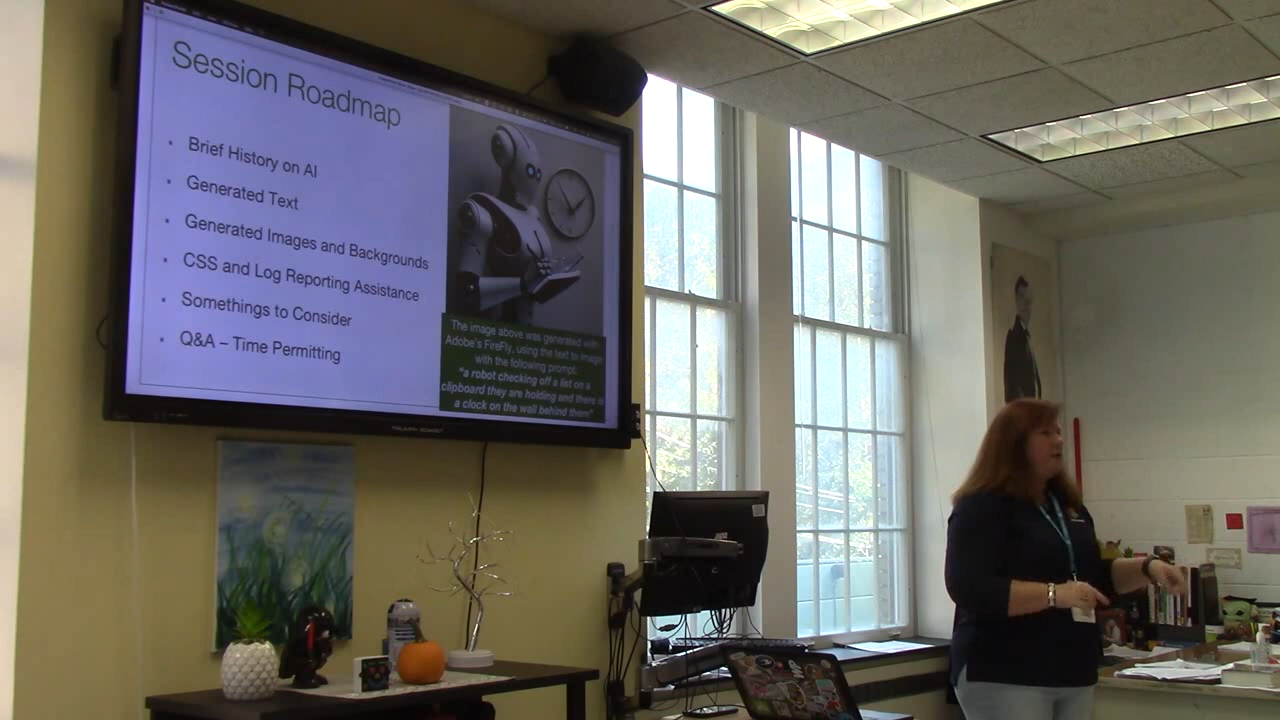 Session Roadmap
Brief History on AI
Generated Text
Generated Images and Backgrounds
CSS and Log Reporting Assistance
Somethings to Consider
Q&A – Time Permitting
The image above was generated with
Adobe's FireFly, using the text to image
with the following prompt:
"a robot checking off a list on a
clipboard they are holding and there is
a clock on the wall behind them"